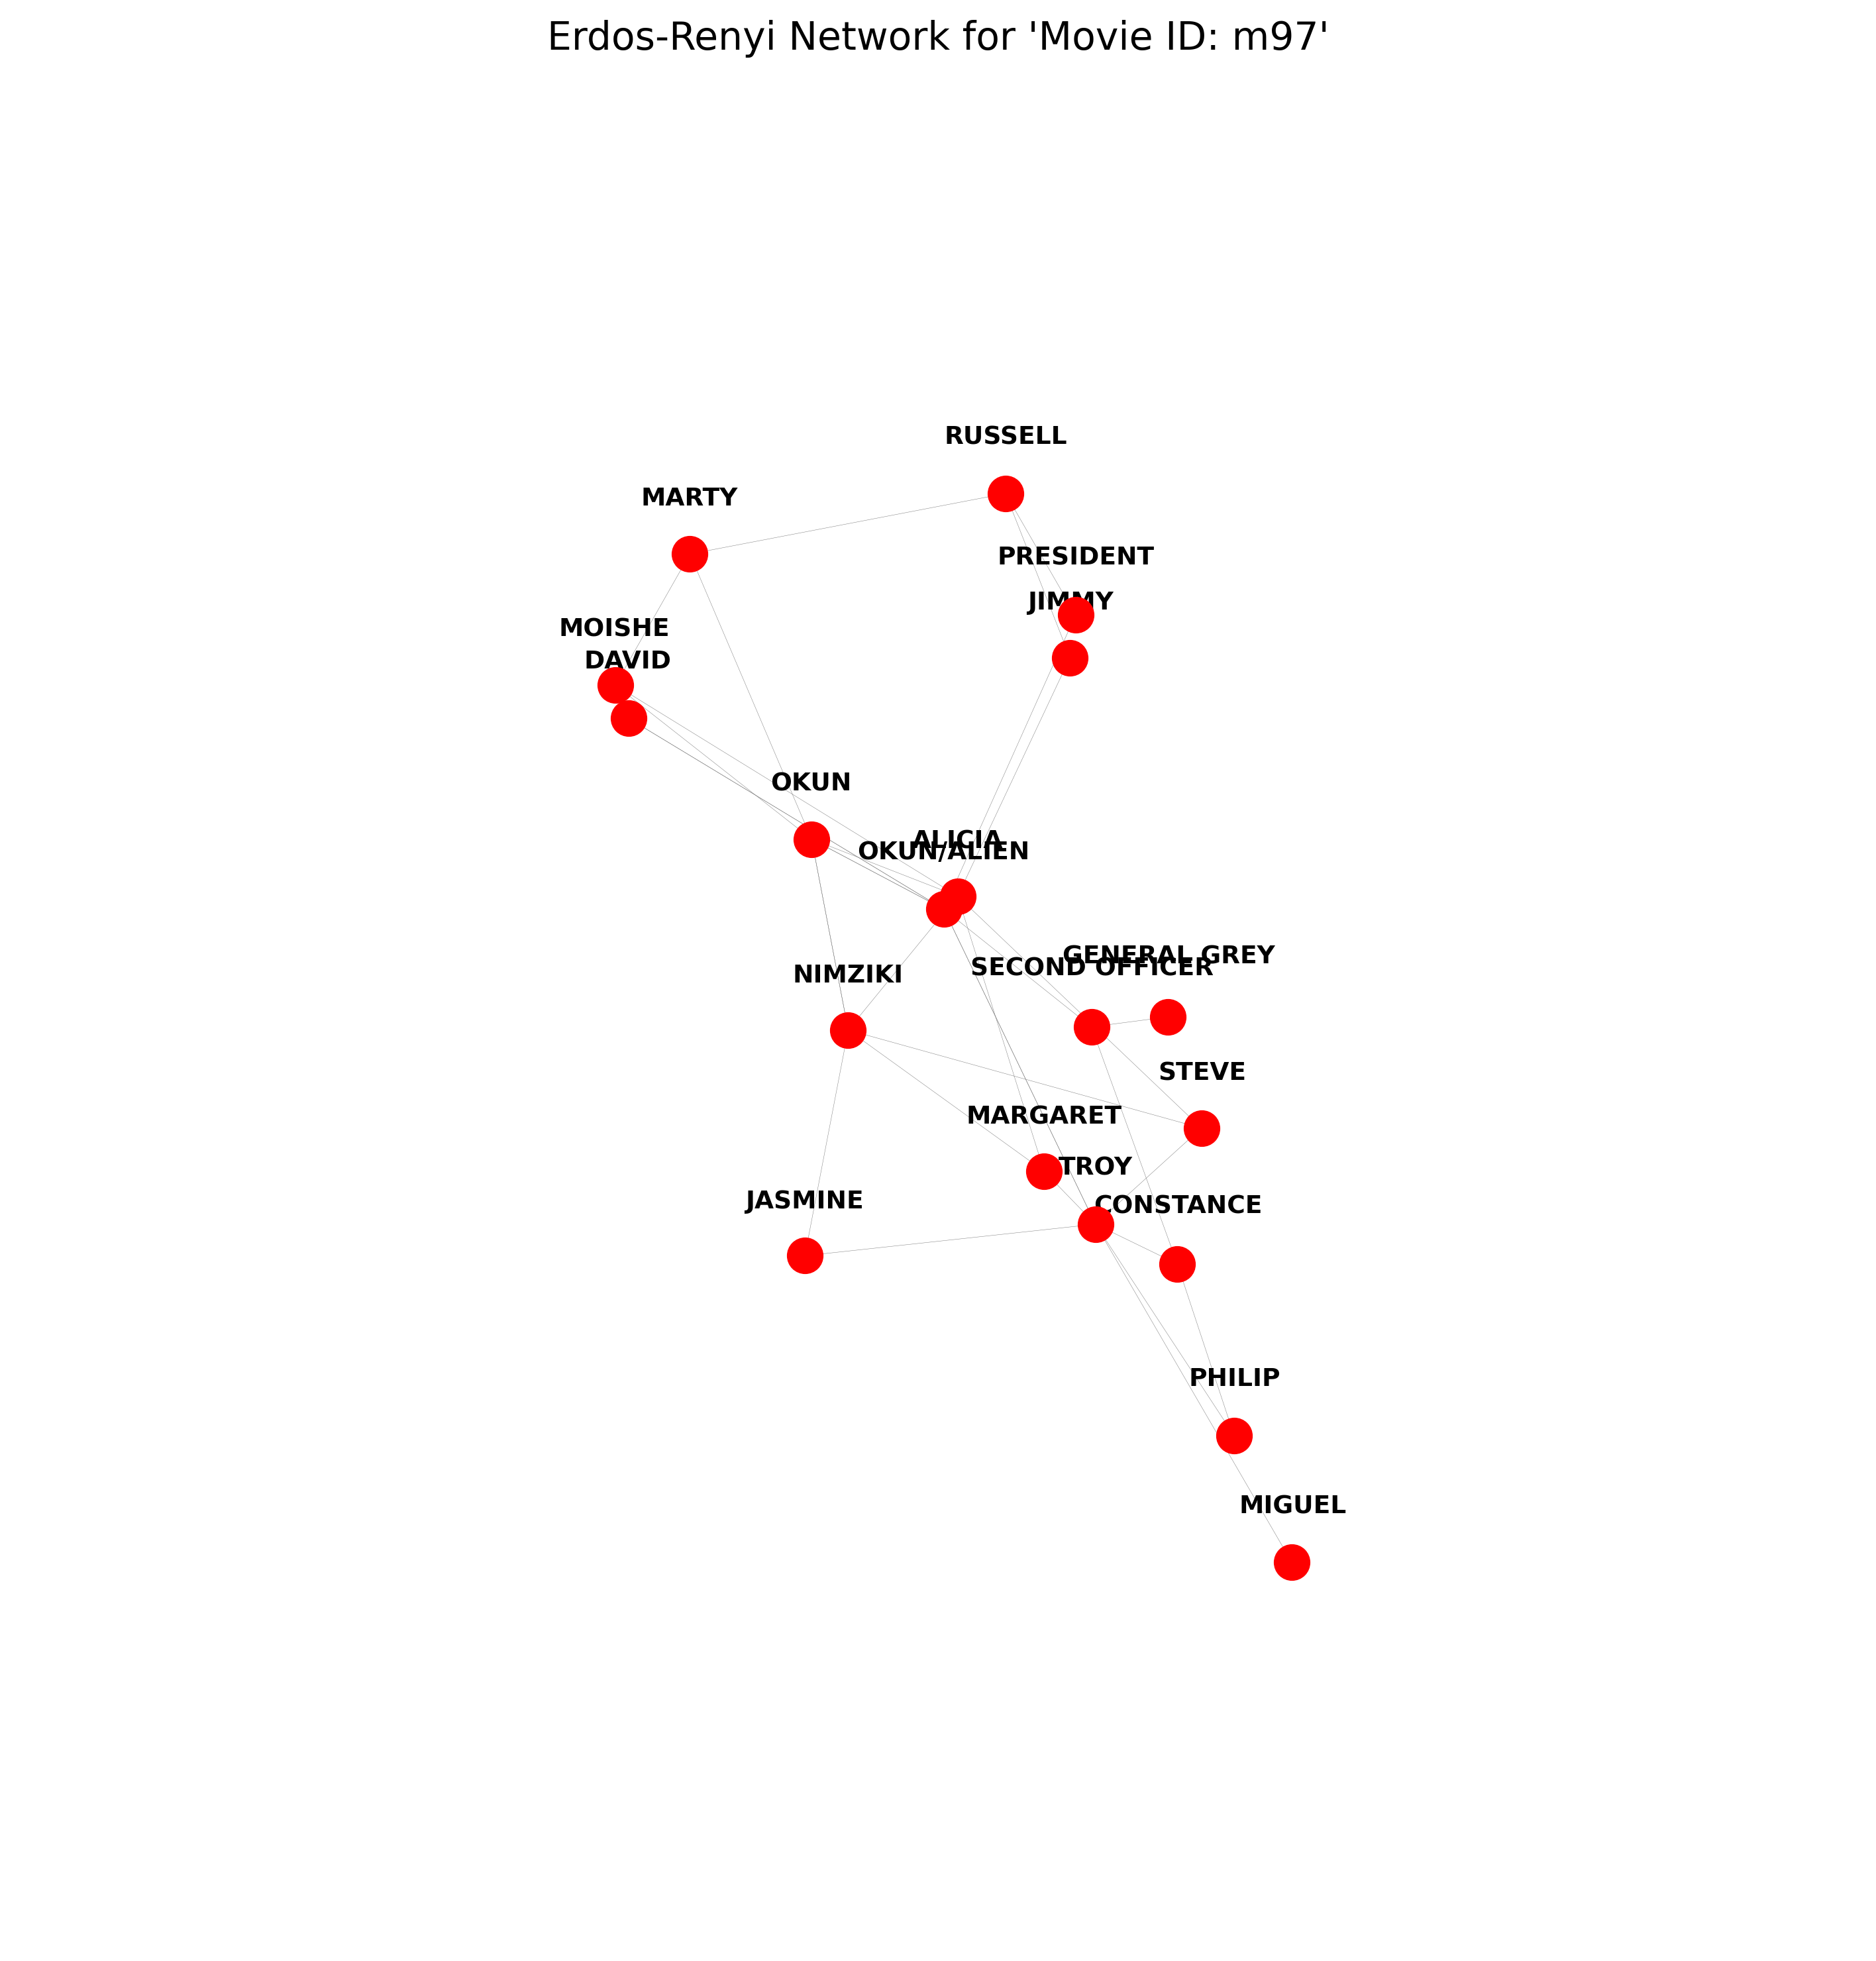 Erdos-Renyi Network for 'Movie ID: m97'
RUSSELL
MARTY
PRESIDENT
JIMMY
MOISHE
DAVID
OKUN
ALICIA
OKUN/ALIEN
GENERAL GREY
SECOND OFFICER
NIMZIKI
STEVE
MARGARET
TROY
JASMINE
CONSTANCE
PHILIP
MIGUEL